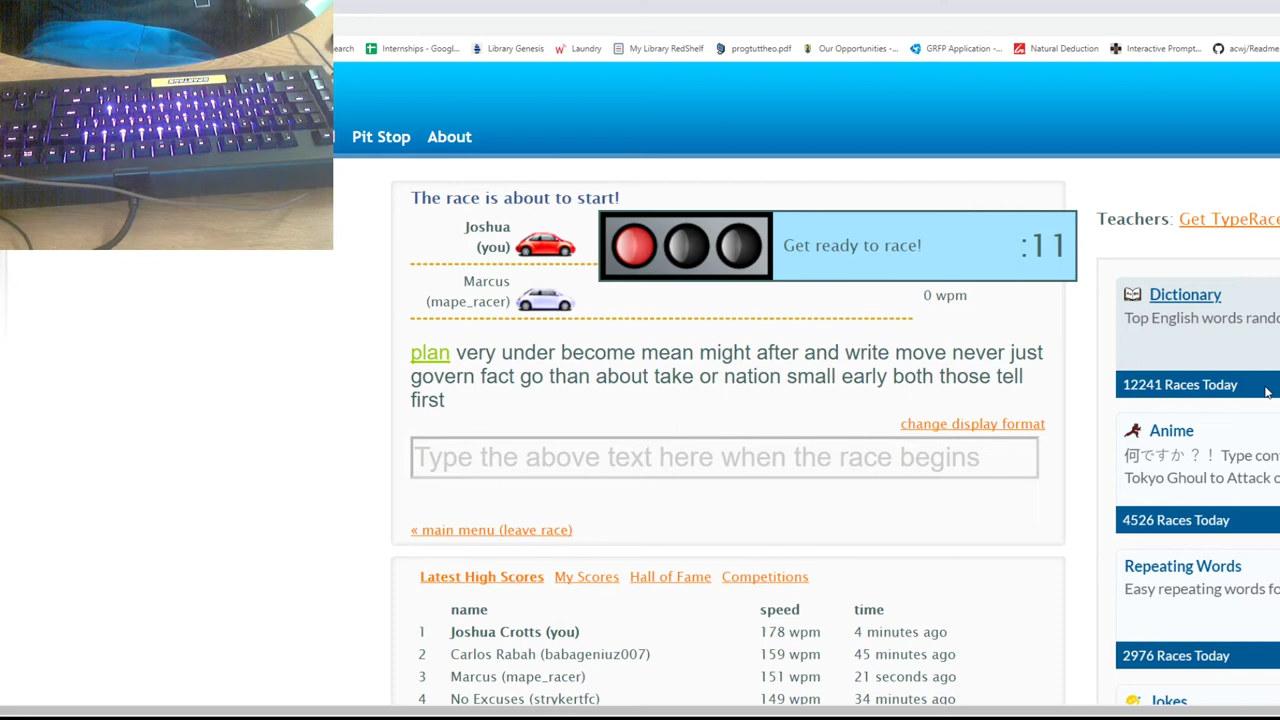 Internships - Googl...
Library Genesis
Laundry
My Library RedShelf
progtuttheo.pdf
Our Opportunities -...
GRFP Application -...
Natural Deduction
Interactive Prompt...
acwj/Readme
Pit Stop
About
The race is about to start!
Joshua
(you)
Get ready to race!
:11
Marcus
(mape_racer)
0 wpm
plan very under become mean might after and write move never just
govern fact go than about take or nation small early both those tell
first
change display format
Type the above text here when the race begins
« main menu (leave race)
Latest High Scores My Scores Hall of Fame Competitions
name speed time
1 Joshua Crotts (you) 178 wpm 4 minutes ago
2 Carlos Rabah (babageniuz007) 159 wpm 45 minutes ago
3 Marcus (mape_racer) 151 wpm 21 seconds ago
4 No Excuses (strykertfc) 149 wpm 34 minutes ago
Teachers: Get TypeRace
Dictionary
Top English words rando
12241 Races Today
Anime
何ですか？！ Type con
Tokyo Ghoul to Attack o
4526 Races Today
Repeating Words
Easy repeating words fo
2976 Races Today
Jokes